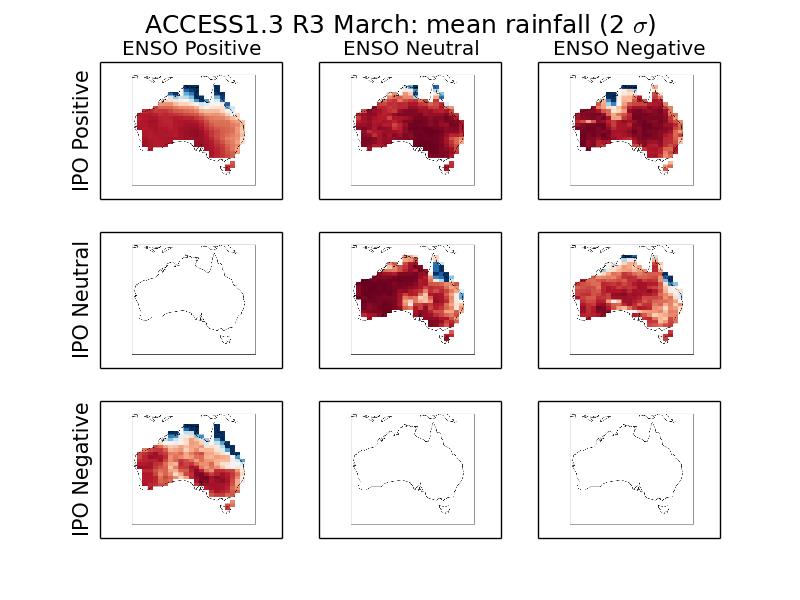 ACCESS1.3 R3 March: mean rainfall (2 σ)
ENSO Positive ENSO Neutral ENSO Negative
IPO Positive
IPO Neutral
IPO Negative